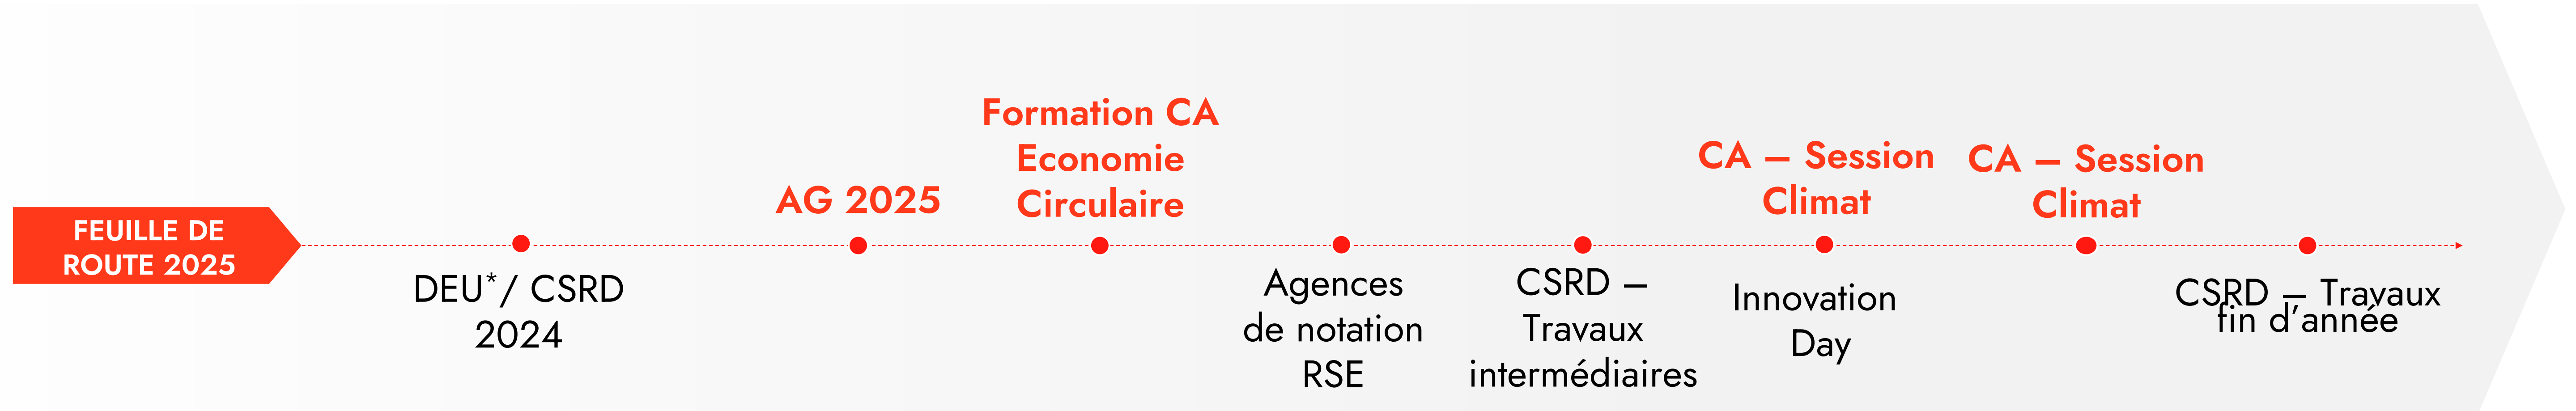 FEUILLE DE
ROUTE 2025
DEU*/ CSRD
2024
AG 2025
Formation CA
Economie
Circulaire
Agences
de notation
RSE
CSRD –
Travaux
intermédiaires
CA – Session
Climat
Innovation
Day
CA – Session
Climat
CSRD – Travaux
fin d’année